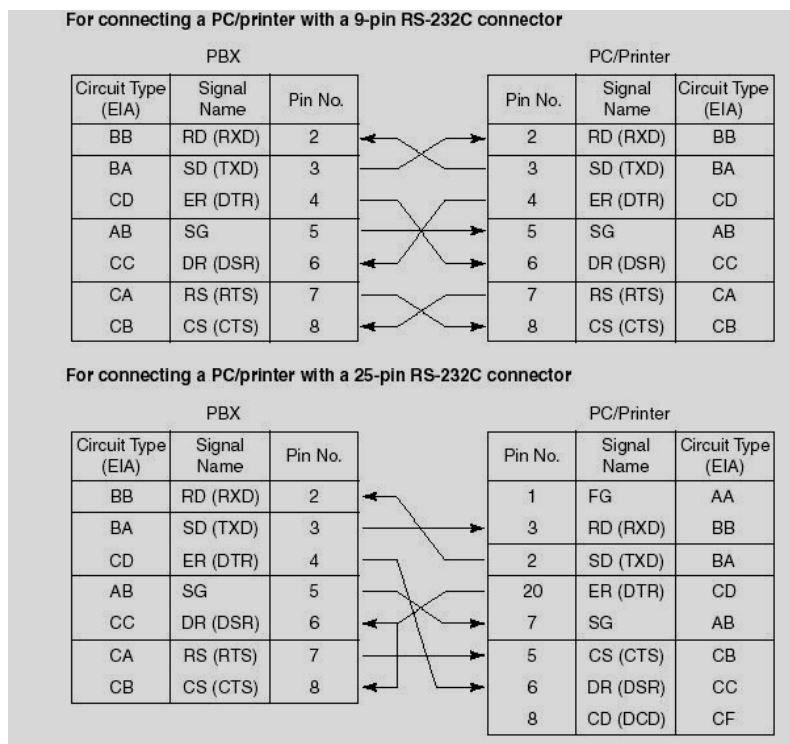 For connecting a PC/printer with a 9-pin RS-232C connector
PBX PC/Printer
Circuit Type (EIA) Signal Name Pin No. Pin No. Signal Name Circuit Type (EIA)
BB RD (RXD) 2 2 RD (RXD) BB
BA SD (TXD) 3 3 SD (TXD) BA
CD ER (DTR) 4 4 ER (DTR) CD
AB SG 5 5 SG AB
CC DR (DSR) 6 6 DR (DSR) CC
CA RS (RTS) 7 7 RS (RTS) CA
CB CS (CTS) 8 8 CS (CTS) CB
For connecting a PC/printer with a 25-pin RS-232C connector
PBX PC/Printer
Circuit Type (EIA) Signal Name Pin No. Pin No. Signal Name Circuit Type (EIA)
BB RD (RXD) 2 1 FG AA
BA SD (TXD) 3 3 RD (RXD) BB
CD ER (DTR) 4 2 SD (TXD) BA
AB SG 5 20 ER (DTR) CD
CC DR (DSR) 6 7 SG AB
CA RS (RTS) 7 5 CS (CTS) CB
CB CS (CTS) 8 6 DR (DSR) CC
8 CD (DCD) CF